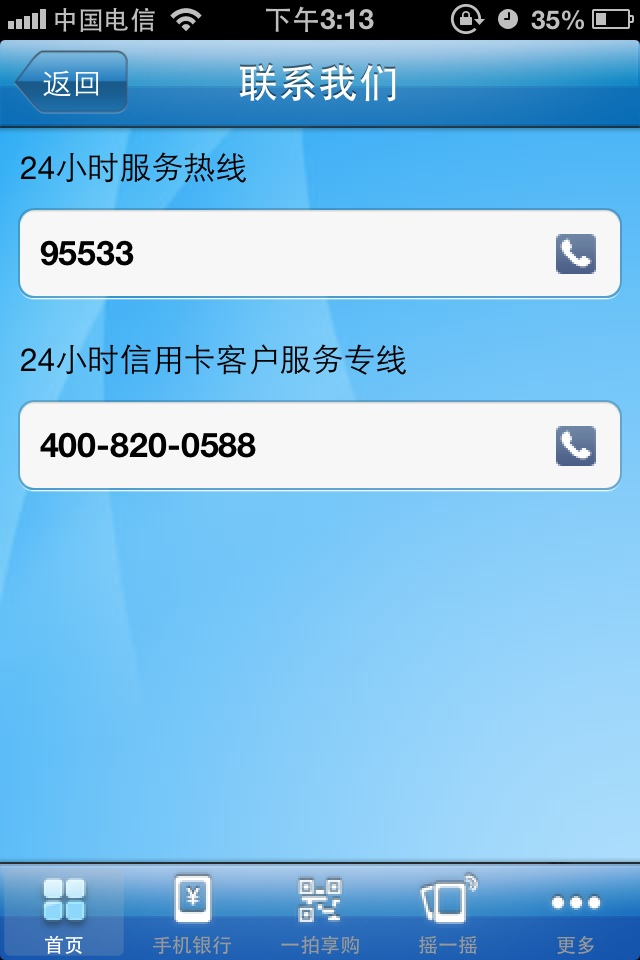 中国电信 下午3:13 35%
返回 联系我们
24小时服务热线
95533
24小时信用卡客户服务专线
400-820-0588
首页 手机银行 一拍享购 摇一摇 更多